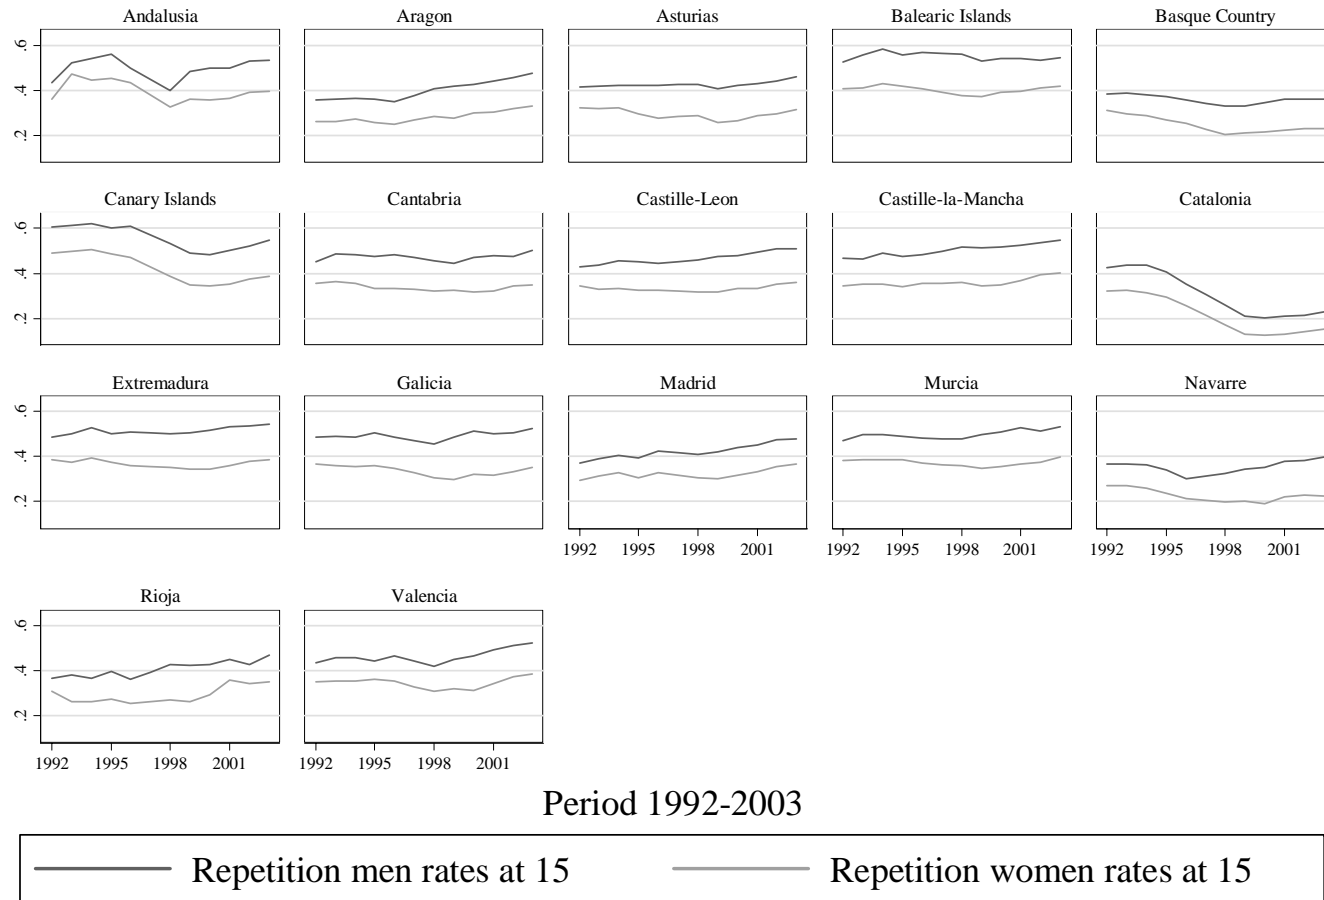 Andalusia Aragon Asturias Balearic Islands Basque Country
.6
.4
.2
Canary Islands Cantabria Castille-Leon Castille-la-Mancha Catalonia
.6
.4
.2
Extremadura Galicia Madrid Murcia Navarre
.6
.4
.2
1992 1995 1998 2001 1992 1995 1998 2001 1992 1995 1998 2001
Rioja Valencia
.6
.4
.2
1992 1995 1998 2001 1992 1995 1998 2001
Period 1992-2003
Repetition men rates at 15 Repetition women rates at 15